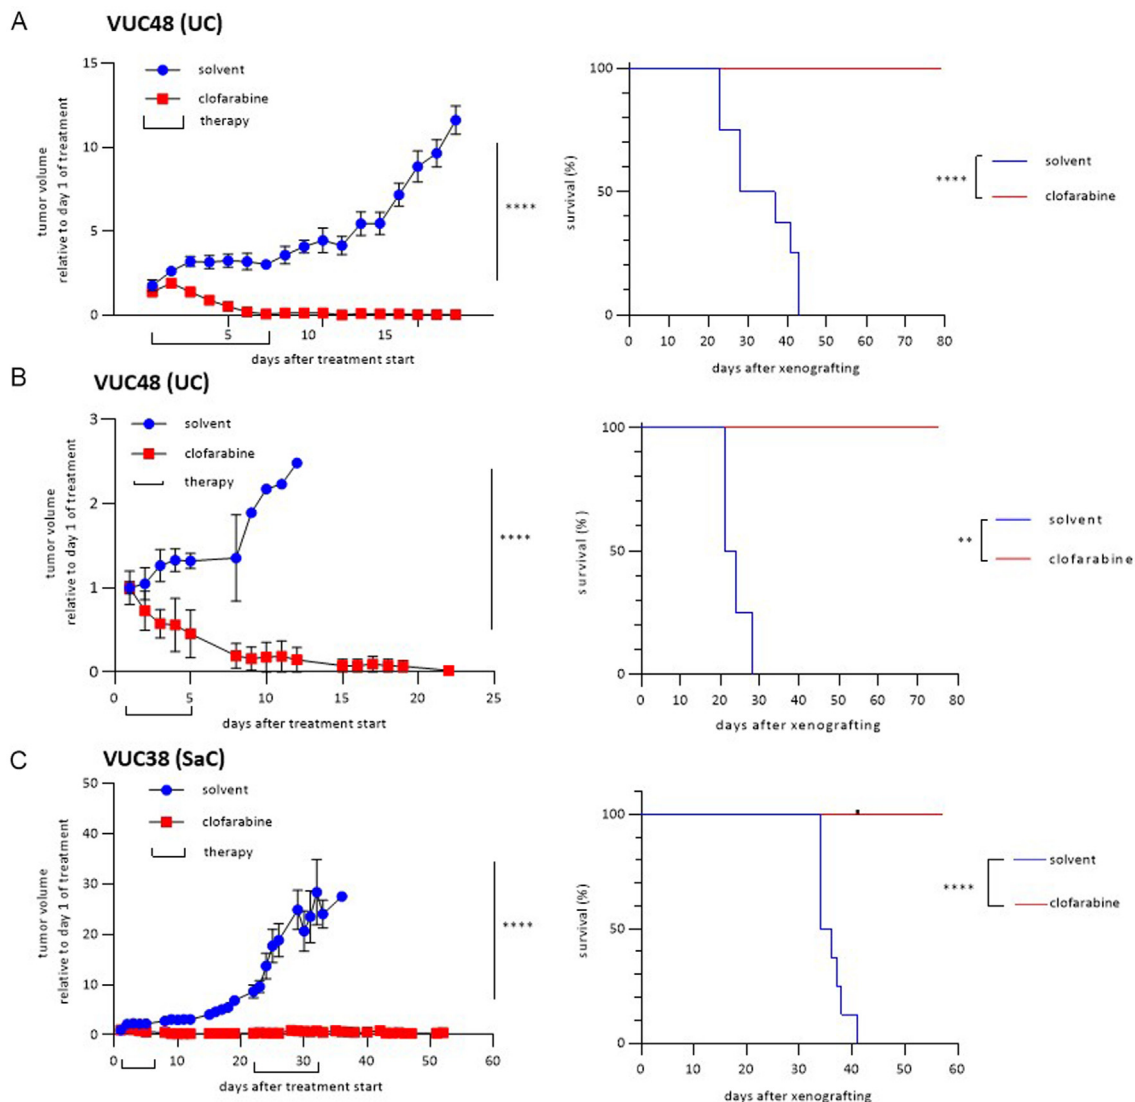 A
VUC48 (UC)
15
10
5
0
tumor volume
relative to day 1 of treatment
solvent
clofarabine
therapy
****
5 10 15
days after treatment start
100
50
0
survival (%)
0 10 20 30 40 50 60 70 80
days after xenografting
****
solvent
clofarabine
B
VUC48 (UC)
3
2
1
0
tumor volume
relative to day 1 of treatment
solvent
clofarabine
therapy
****
0 5 10 15 20 25
days after treatment start
100
50
0
survival (%)
0 10 20 30 40 50 60 70 80
days after xenografting
**
solvent
clofarabine
C
VUC38 (SaC)
50
40
30
20
10
0
tumor volume
relative to day 1 of treatment
solvent
clofarabine
therapy
****
0 10 20 30 40 50 60
days after treatment start
100
50
0
survival (%)
0 10 20 30 40 50 60
days after xenografting
****
solvent
clofarabine